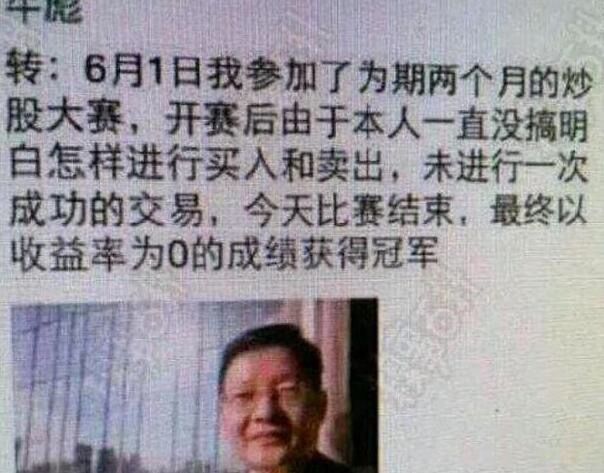 牛彪
转：6月1日我参加了为期两个月的炒
股大赛，开赛后由于本人一直没搞明
白怎样进行买入和卖出，未进行一次
成功的交易，今天比赛结束，最终以
收益率为0的成绩获得冠军